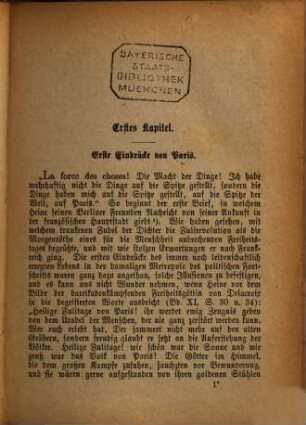 BAYERISCHE
STAATS-
BIBLIOTHEK
MUENCHEN
Erstes Kapitel.
Erste Eindrücke von Paris.
„La force des choses! Die Macht der Dinge! Ich habe
wahrhaftig nicht die Dinge auf die Spitze gestellt, sondern die
Dinge haben mich auf die Spitze gestellt, auf die Spitze der
Welt, auf Paris.“ So beginnt der erste Brief, in welchem
Heine seinen Berliner Freunden Nachricht von seiner Ankunft in
der französischen Hauptstadt giebt¹). Wir haben gesehen, mit
welchem trunkenen Jubel der Dichter die Julirevolution als die
Morgenröthe eines für die Menschheit anbrechenden Freiheits-
tages begrüßte, und mit wie stolzen Erwartungen er nach Frank-
reich ging. Die ersten Eindrücke des immer noch leidenschaftlich
erregten Lebens in der damaligen Metropole des politischen Fort-
schritts waren ganz dazu angethan, solche Illusionen zu befestigen,
und es kann uns nicht Wunder nehmen, wenn Heine vor dem
Bilde der barrikadenkämpfenden Freiheitsgöttin von Delacroix
in die begeisterten Worte ausbricht (Bd. XI, S. 30 u. 34):
„Heilige Julitage von Paris! ihr werdet ewig Zeugnis geben
von dem Uradel der Menschen, der nie ganz zerstört werden kann.
Wer euch erlebt hat, Der jammert nicht mehr auf den alten
Gräbern, sondern freudig glaubt er jetzt an die Auferstehung der
Völker. Heilige Julitage! wie schön war die Sonne und wie
groß war das Volk von Paris! Die Götter im Himmel,
die dem großen Kampfe zusahen, jauchzten vor Bewunderung,
und sie wären gerne aufgestanden von ihren goldenen Stühlen
1*